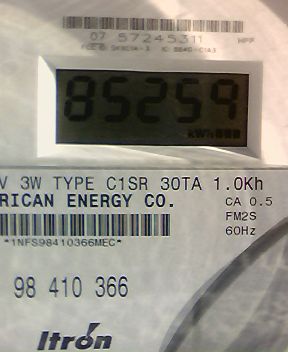 07 57245311
85259
kWh
V 3W TYPE C1SR 30TA 1.0Kh
RICAN ENERGY CO.
CA 0.5
FM2S
60Hz
*1NFS98410366MEC*
98 410 366
Itron